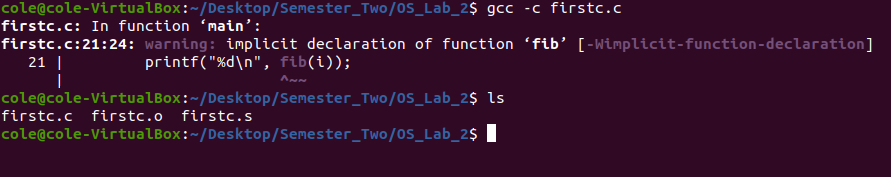 cole@cole-VirtualBox:~/Desktop/Semester_Two/OS_Lab_2$ gcc -c firstc.c
firstc.c: In function ‘main’:
firstc.c:21:24: warning: implicit declaration of function ‘fib’ [-Wimplicit-function-declaration]
   21 |         printf("%d\n", fib(i));
      |                        ^~~
cole@cole-VirtualBox:~/Desktop/Semester_Two/OS_Lab_2$ ls
firstc.c  firstc.o  firstc.s
cole@cole-VirtualBox:~/Desktop/Semester_Two/OS_Lab_2$